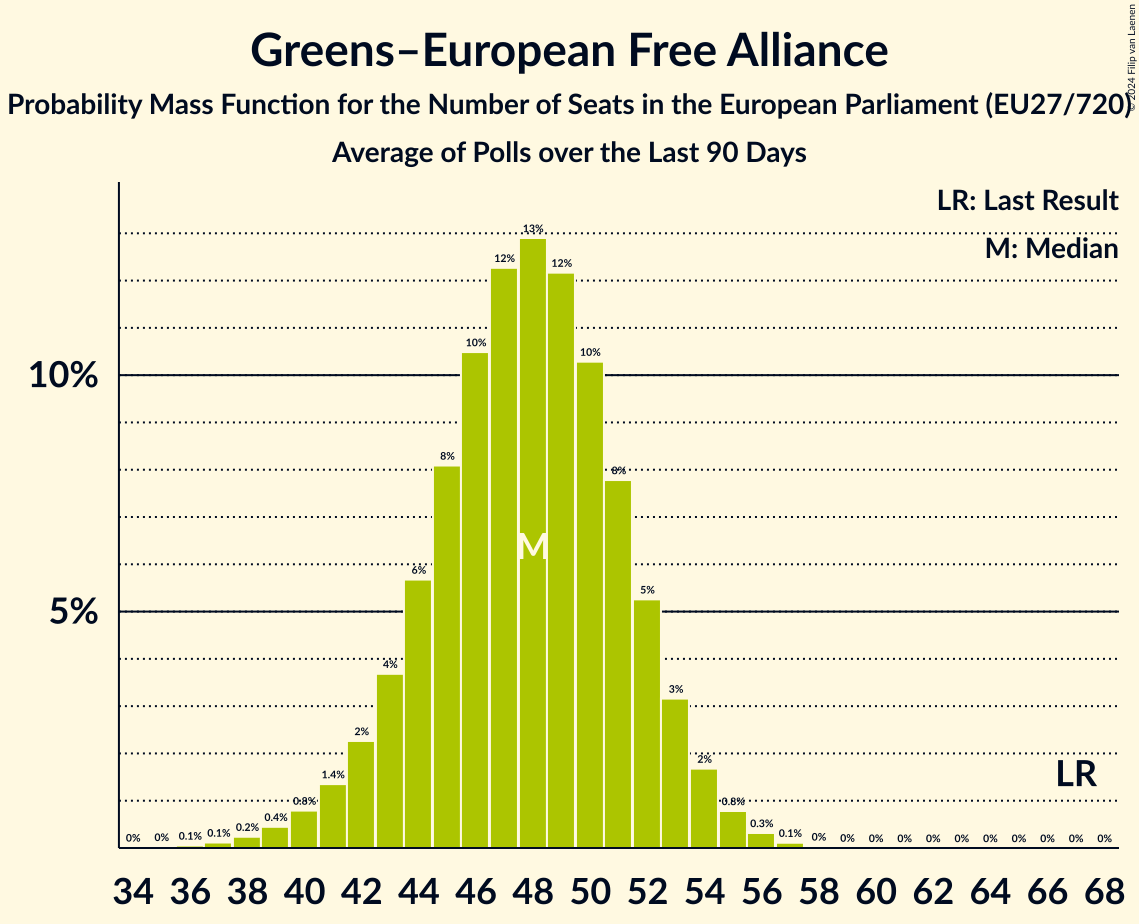 Greens–European Free Alliance
© 2024 Filip van Laenen
Probability Mass Function for the Number of Seats in the European Parliament (EU27/720)
Average of Polls over the Last 90 Days
LR: Last Result
M: Median
10%
5%
0% 0% 0.1% 0.1% 0.2% 0.4% 0.8% 1.4% 2% 4% 6% 8% 10% 12% 13% 12% 10% 8% 5% 3% 2% 0.8% 0.3% 0.1% 0% 0% 0% 0% 0% 0% 0% 0% 0% 0% 0%
M
LR
34 36 38 40 42 44 46 48 50 52 54 56 58 60 62 64 66 68